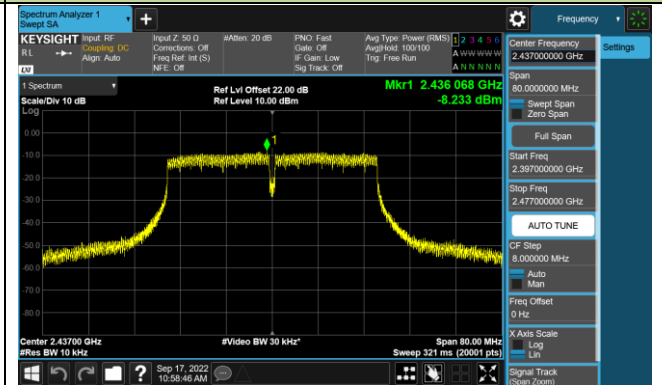 Spectrum Analyzer 1
Swept SA
+
Frequency
KEYSIGHT
RL
LXI
Input: RF
Coupling: DC
Align: Auto
Input Z: 50 Ω
Corrections: Off
Freq Ref: Int (S)
NFE: Off
#Atten: 20 dB
PNO: Fast
Gate: Off
IF Gain: Low
Sig Track: Off
Avg Type: Power (RMS)
Avg|Hold: 100/100
Trig: Free Run
1 2 3 4 5 6
A W W W W W
A N N N N N
1 Spectrum
Scale/Div 10 dB
Log
Ref Lvl Offset 22.00 dB
Ref Level 10.00 dBm
Mkr1 2.436 068 GHz
-8.233 dBm
1
0.00
-10.0
-20.0
-30.0
-40.0
-50.0
-60.0
-70.0
-80.0
Center 2.43700 GHz
#Res BW 10 kHz
#Video BW 30 kHz*
Span 80.00 MHz
Sweep 321 ms (20001 pts)
Sep 17, 2022
10:58:46 AM
?
Center Frequency
2.437000000 GHz
Settings
Span
80.0000000 MHz
Swept Span
Zero Span
Full Span
Start Freq
2.397000000 GHz
Stop Freq
2.477000000 GHz
AUTO TUNE
CF Step
8.000000 MHz
Auto
Man
Freq Offset
0 Hz
X Axis Scale
Log
Lin
Signal Track
(Span Zoom)